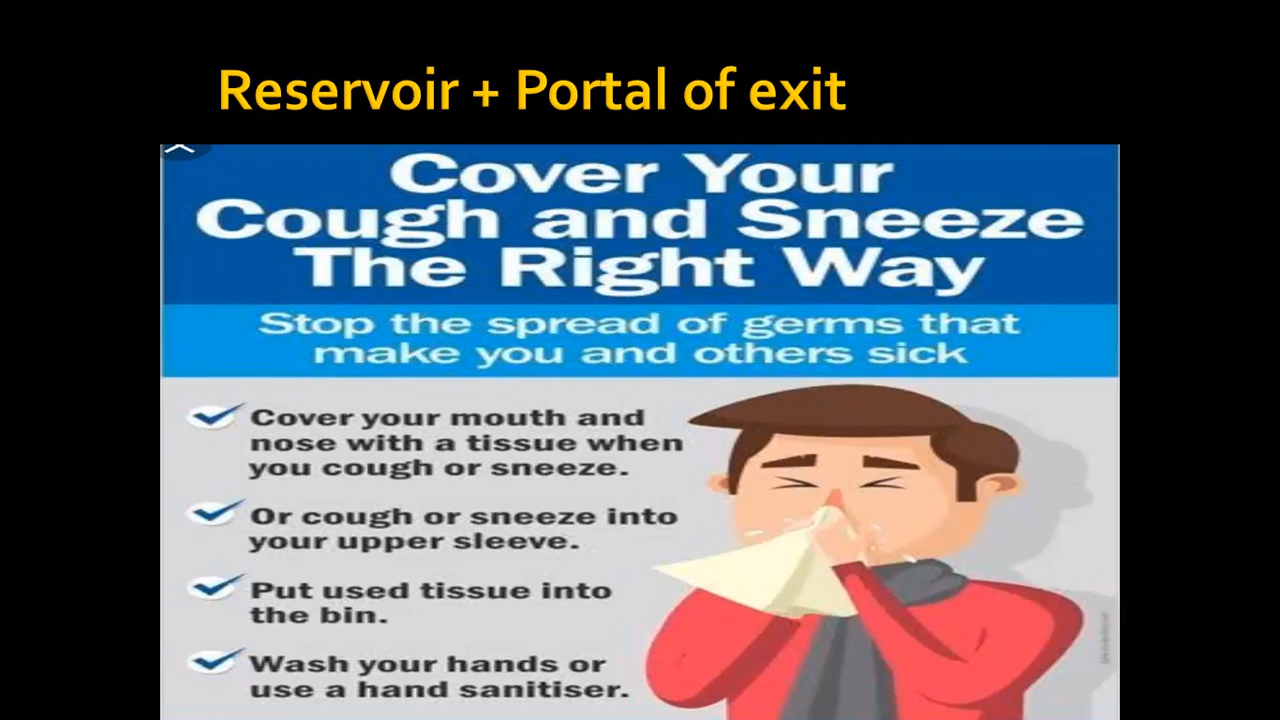 Reservoir + Portal of exit
Cover Your
Cough and Sneeze
The Right Way
Stop the spread of germs that
make you and others sick
Cover your mouth and
nose with a tissue when
you cough or sneeze.
Or cough or sneeze into
your upper sleeve.
Put used tissue into
the bin.
Wash your hands or
use a hand sanitiser.